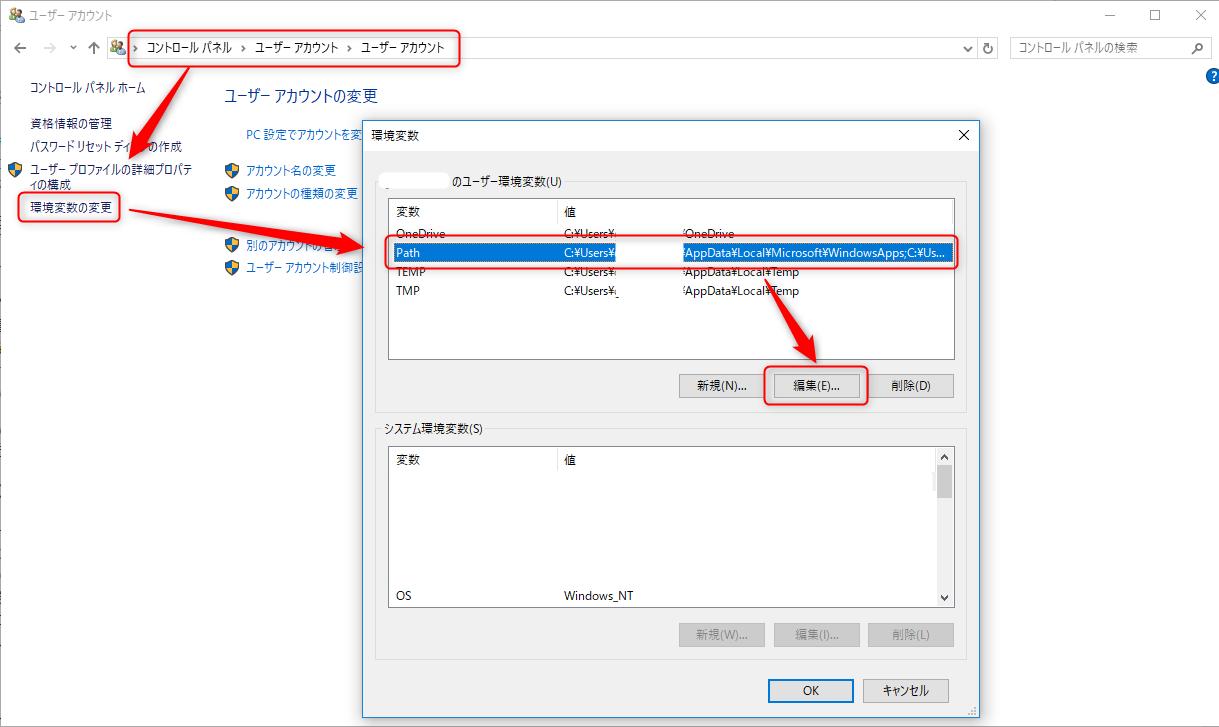 ユーザー アカウント
コントロール パネル › ユーザー アカウント › ユーザー アカウント
コントロール パネルの検索
?
コントロール パネル ホーム
資格情報の管理
パスワード リセット ディ の作成
ユーザー プロファイルの詳細プロパテ
ィの構成
環境変数の変更
ユーザー アカウントの変更
PC 設定でアカウントを変
アカウント名の変更
アカウントの種類の変更
別のアカウントの
ユーザー アカウント制御設
環境変数
のユーザー環境変数(U)
変数 値
OneDrive C:¥Users¥ ¥OneDrive
Path C:¥Users¥ ¥AppData¥Local¥Microsoft¥WindowsApps;C:¥Us...
TEMP C:¥Users¥ ¥AppData¥Local¥Temp
TMP C:¥Users¥ ¥AppData¥Local¥Temp
新規(N)... 編集(E)... 削除(D)
システム環境変数(S)
変数 値
OS Windows_NT
新規(W)... 編集(I)... 削除(L)
OK キャンセル